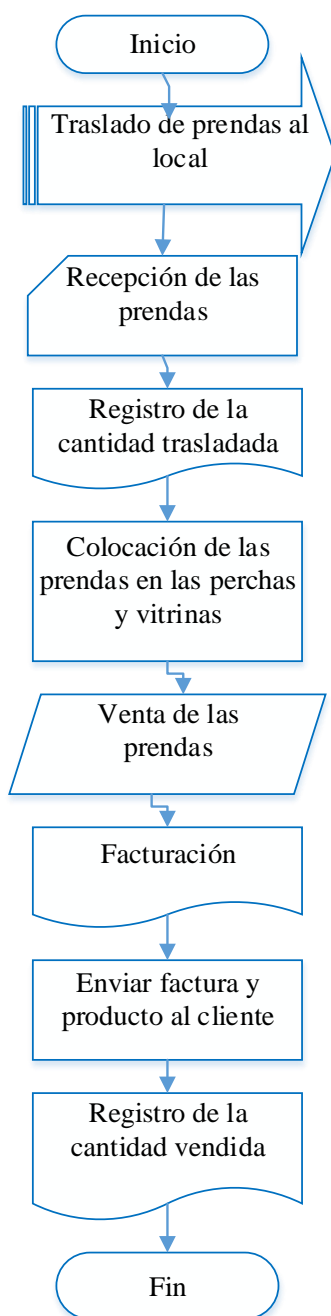 Inicio
Traslado de prendas al
local
Recepción de las
prendas
Registro de la
cantidad trasladada
Colocación de las
prendas en las perchas
y vitrinas
Venta de las
prendas
Facturación
Enviar factura y
producto al cliente
Registro de la
cantidad vendida
Fin